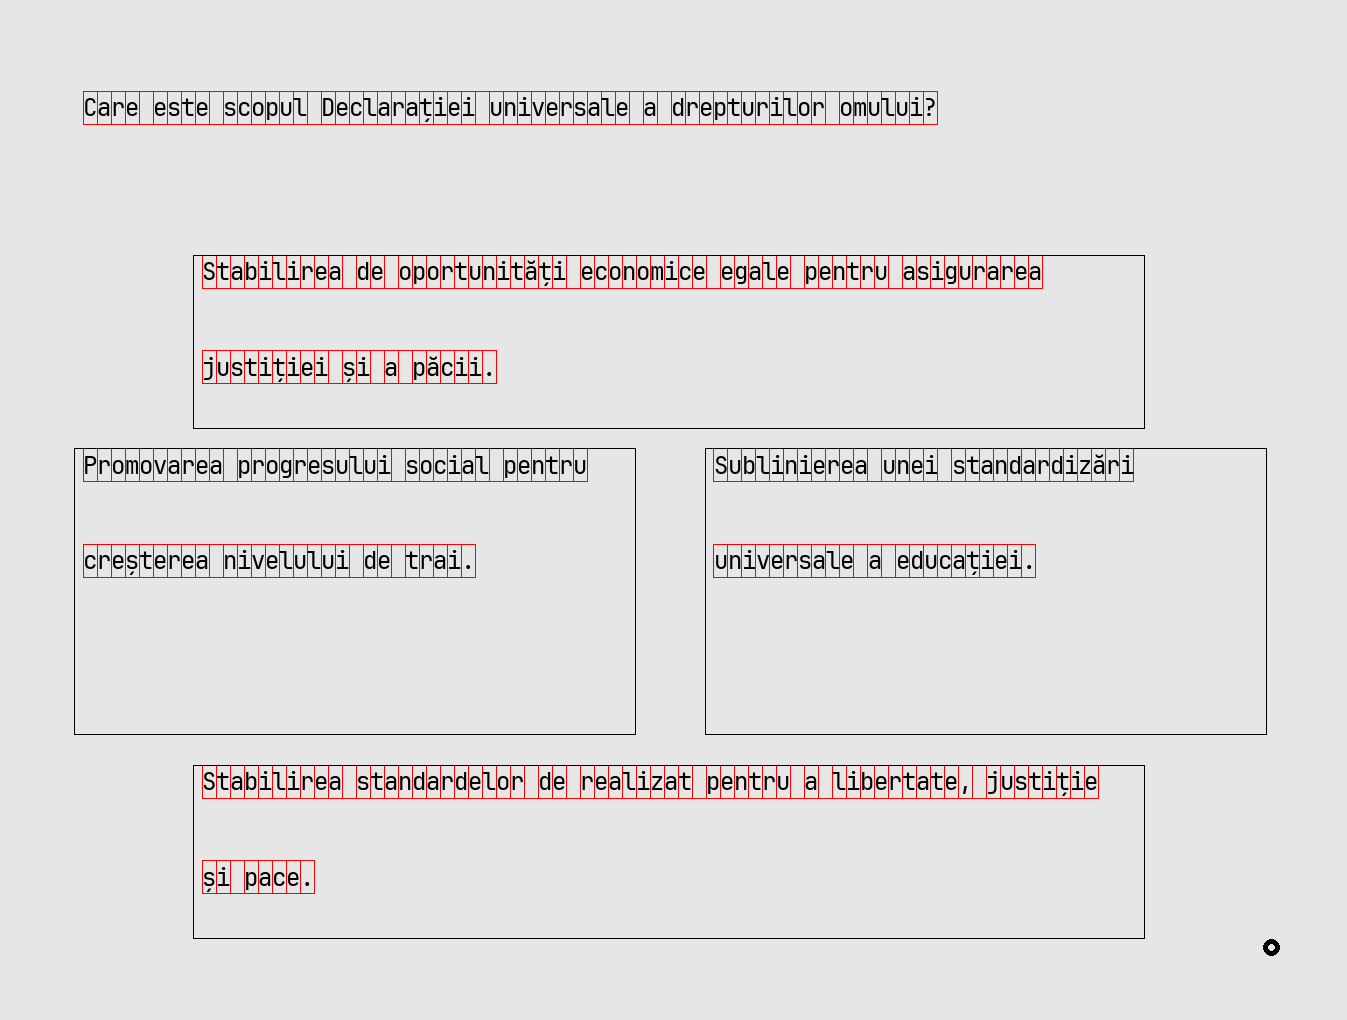 Care este scopul Declarației universale a drepturilor omului?
Stabilirea de oportunități economice egale pentru asigurarea
justiției și a păcii.
Promovarea progresului social pentru
creșterea nivelului de trai.
Sublinierea unei standardizări
universale a educației.
Stabilirea standardelor de realizat pentru a libertate, justiție
și pace.